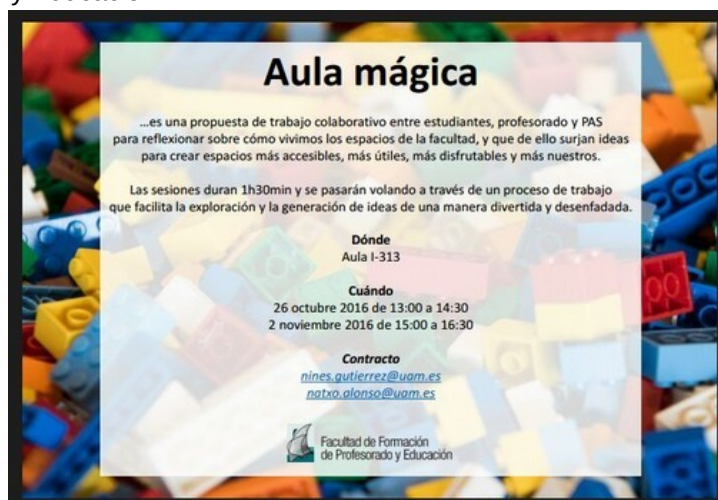 Aula mágica
...es una propuesta de trabajo colaborativo entre estudiantes, profesorado y PAS
para reflexionar sobre cómo vivimos los espacios de la facultad, y que de ello surjan ideas
para crear espacios más accesibles, más útiles, más disfrutables y más nuestros.
Las sesiones duran 1h30min y se pasarán volando a través de un proceso de trabajo
que facilita la exploración y la generación de ideas de una manera divertida y desenfadada.
Dónde
Aula I-313
Cuándo
26 octubre 2016 de 13:00 a 14:30
2 noviembre 2016 de 15:00 a 16:30
Contracto
nines.gutierrez@uam.es
natxo.alonso@uam.es
Facultad de Formación
de Profesorado y Educación